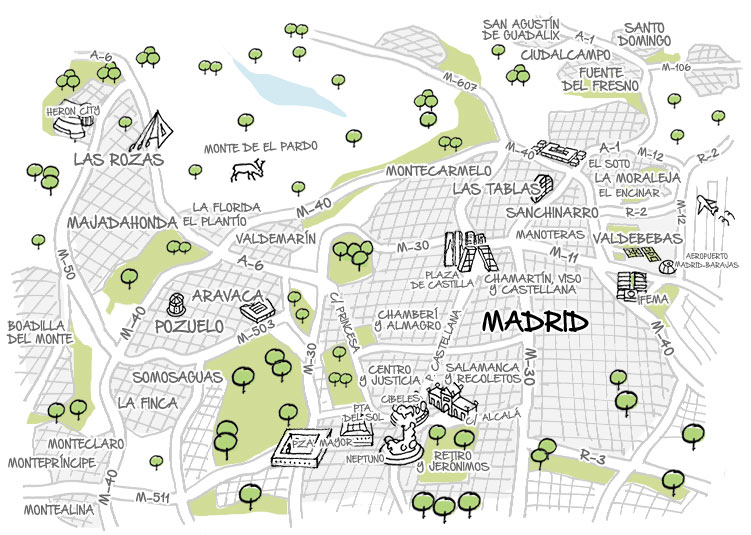 SAN AGUSTÍN
DE GUADALIX
A-1
SANTO
DOMINGO
CIUDALCAMPO
A-6
M-607
FUENTE
DEL FRESNO
M-106
HERON CITY
LAS ROZAS
MONTE DE EL PARDO
MONTECARMELO
M-40
A-1
M-12
R-2
EL SOTO
LA MORALEJA
EL ENCINAR
LAS TABLAS
LA FLORIDA
EL PLANTÍO
M-40
SANCHINARRO
R-2
M-12
MAJADAHONDA
VALDEMARÍN
M-30
MANOTERAS
VALDEBEBAS
M-50
A-6
PLAZA
DE CASTILLA
M-11
AEROPUERTO
MADRID-BARAJAS
CHAMARTÍN, VISO
Y CASTELLANA
ARAVACA
IFEMA
M-40
POZUELO
M-503
C/ PRINCESA
CHAMBERÍ
Y ALMAGRO
P. CASTELLANA
MADRID
M-40
BOADILLA
DEL MONTE
M-30
M-30
SOMOSAGUAS
CENTRO
Y JUSTICIA
SALAMANCA
Y RECOLETOS
LA FINCA
CIBELES
PTA.
DEL SOL
C/ ALCALÁ
MONTECLARO
PZA. MAYOR
NEPTUNO
RETIRO
Y JERÓNIMOS
R-3
MONTEPRÍNCIPE
M-40
M-511
MONTEALINA